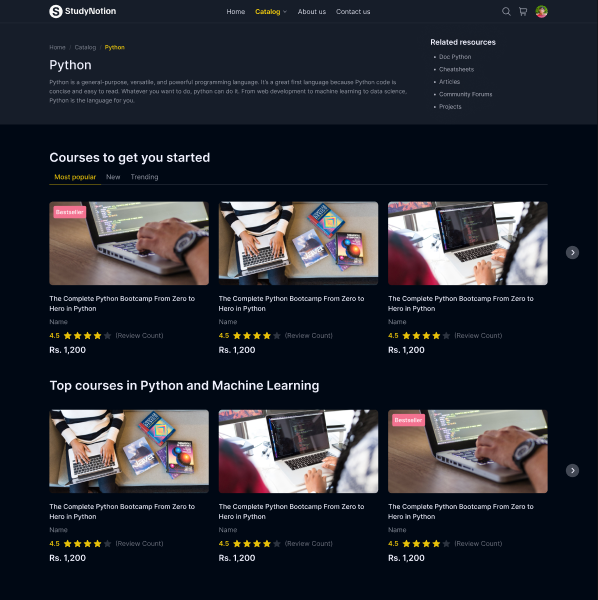 StudyNotion
Home Catalog About us Contact us
Home / Catalog / Python
Python
Python is a general-purpose, versatile, and powerful programming language. It's a great first language because Python code is
concise and easy to read. Whatever you want to do, python can do it. From web development to machine learning to data science,
Python is the language for you.
Related resources
• Doc Python
• Cheatsheets
• Articles
• Community Forums
• Projects
Courses to get you started
Most popular New Trending
Bestseller
The Complete Python Bootcamp From Zero to
Hero in Python
Name
4.5 (Review Count)
Rs. 1,200
The Complete Python Bootcamp From Zero to
Hero in Python
Name
4.5 (Review Count)
Rs. 1,200
The Complete Python Bootcamp From Zero to
Hero in Python
Name
4.5 (Review Count)
Rs. 1,200
Top courses in Python and Machine Learning
The Complete Python Bootcamp From Zero to
Hero in Python
Name
4.5 (Review Count)
Rs. 1,200
The Complete Python Bootcamp From Zero to
Hero in Python
Name
4.5 (Review Count)
Rs. 1,200
Bestseller
The Complete Python Bootcamp From Zero to
Hero in Python
Name
4.5 (Review Count)
Rs. 1,200